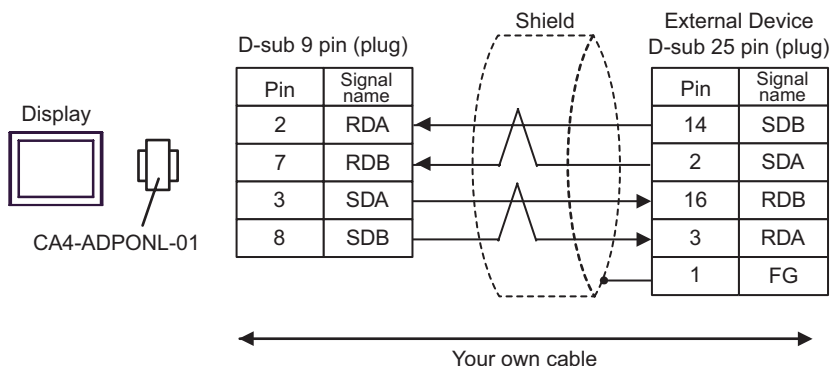 Shield
External Device
D-sub 9 pin (plug)
D-sub 25 pin (plug)
Pin Signal name
Pin Signal name
Display
2 RDA
14 SDB
7 RDB
2 SDA
3 SDA
16 RDB
8 SDB
3 RDA
1 FG
CA4-ADPONL-01
Your own cable